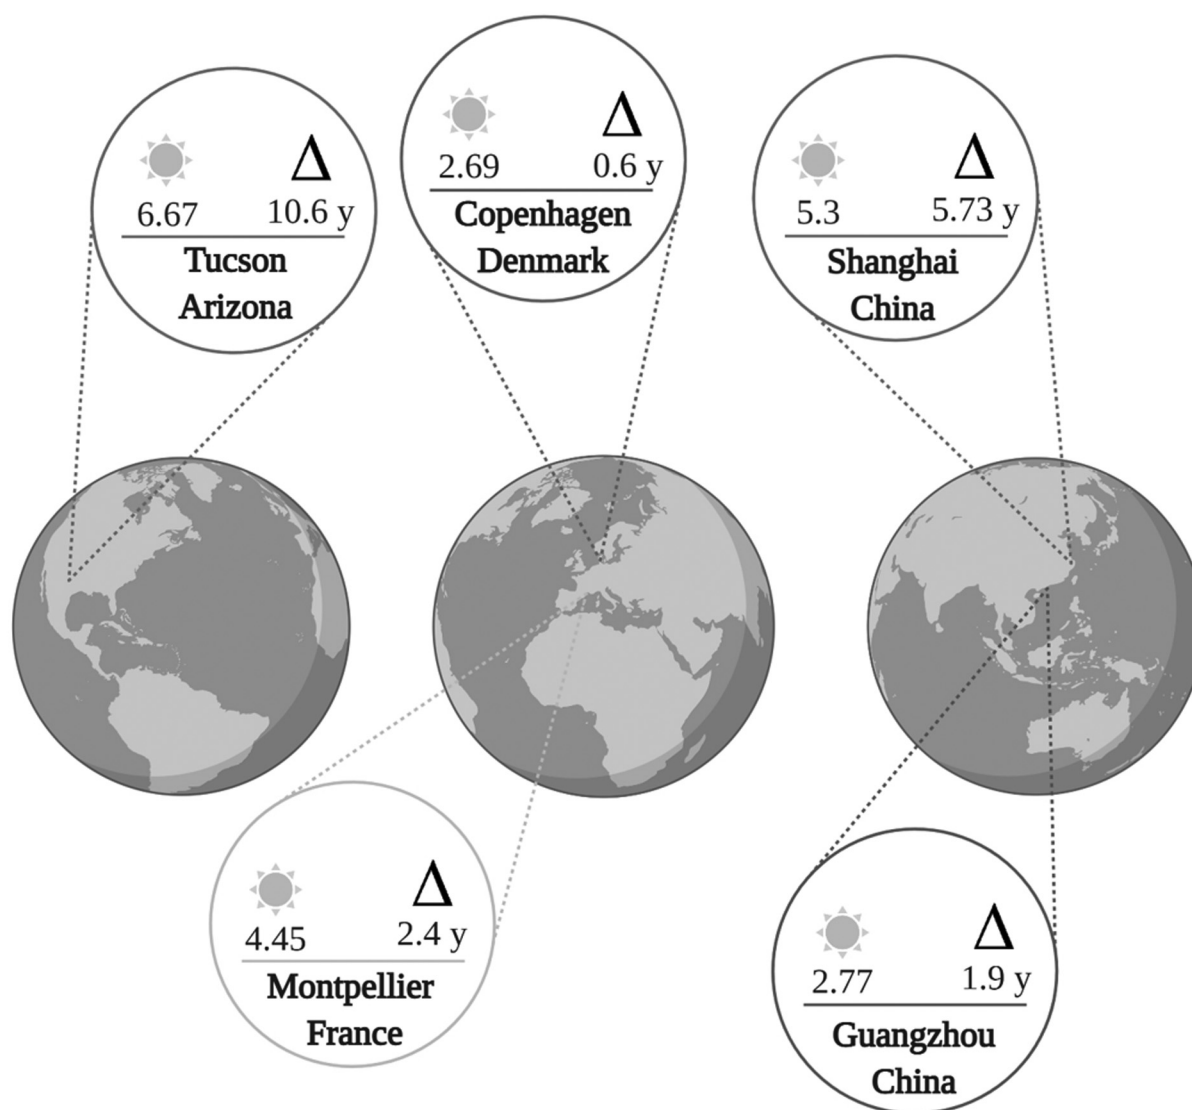 Δ
6.67 10.6 y
Tucson
Arizona
Δ
2.69 0.6 y
Copenhagen
Denmark
Δ
5.3 5.73 y
Shanghai
China
Δ
4.45 2.4 y
Montpellier
France
Δ
2.77 1.9 y
Guangzhou
China